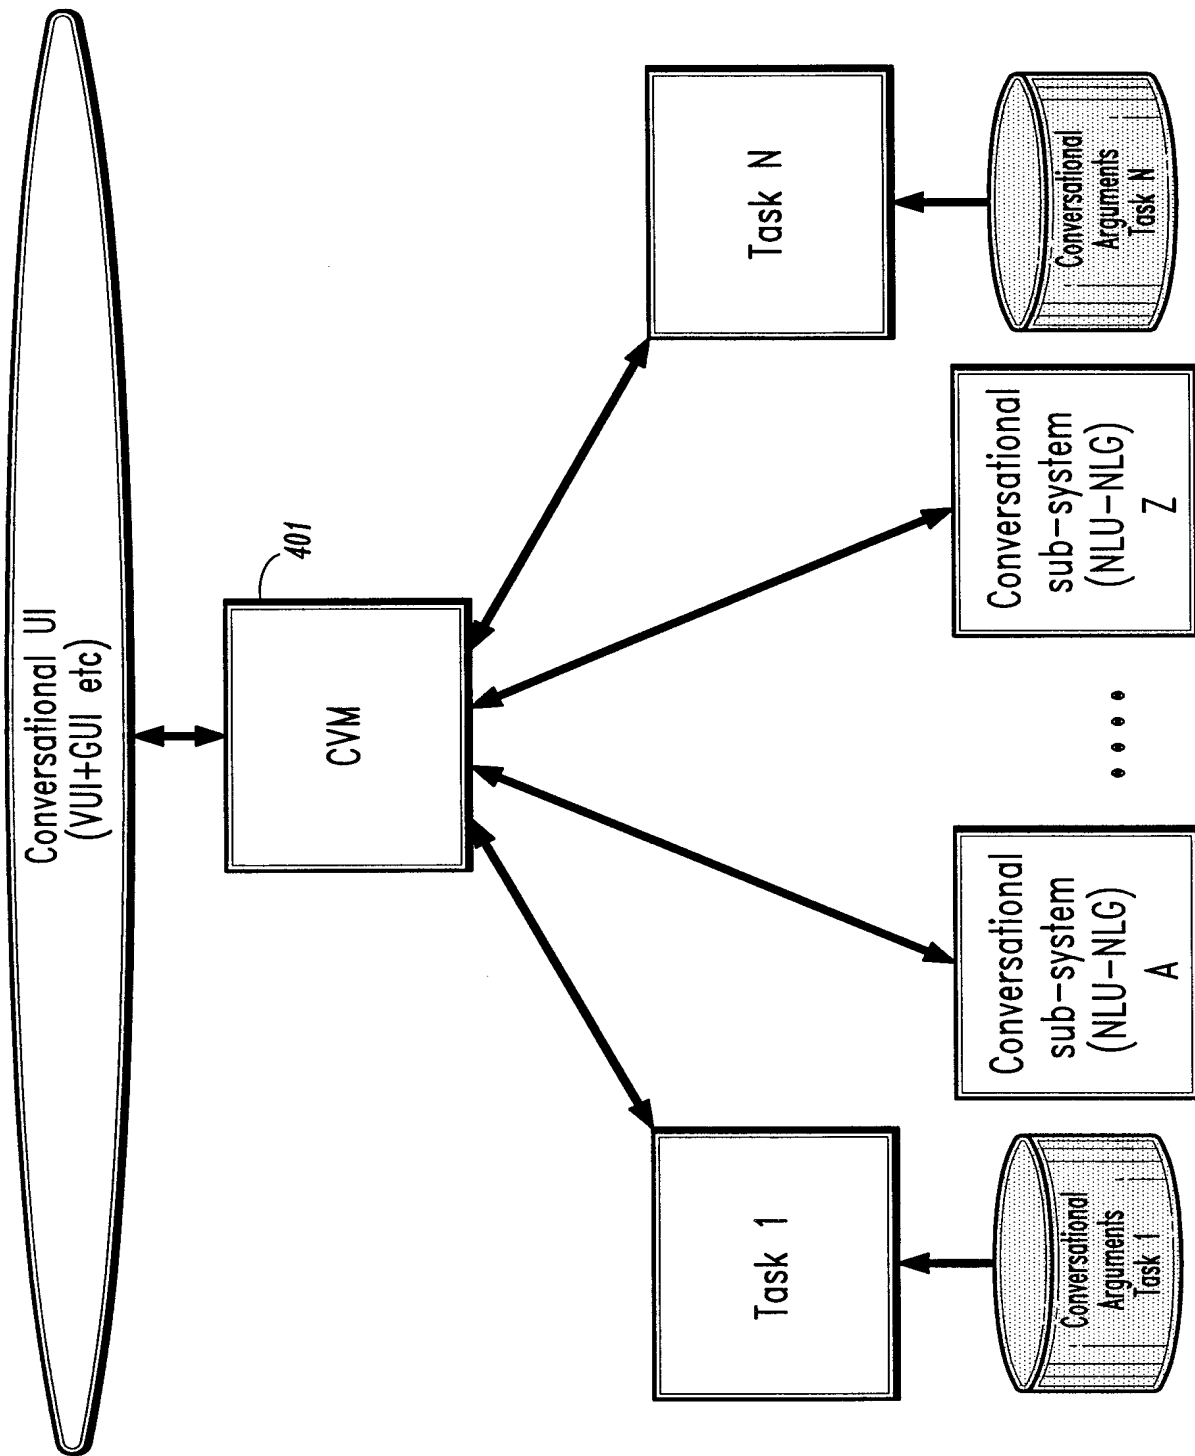 Conversational UI
(VUI+GUI etc)
401
CVM
Task 1
Task N
Conversational
Arguments
Task 1
Conversational
sub-system
(NLU-NLG)
A
Conversational
sub-system
(NLU-NLG)
Z
Conversational
Arguments
Task N